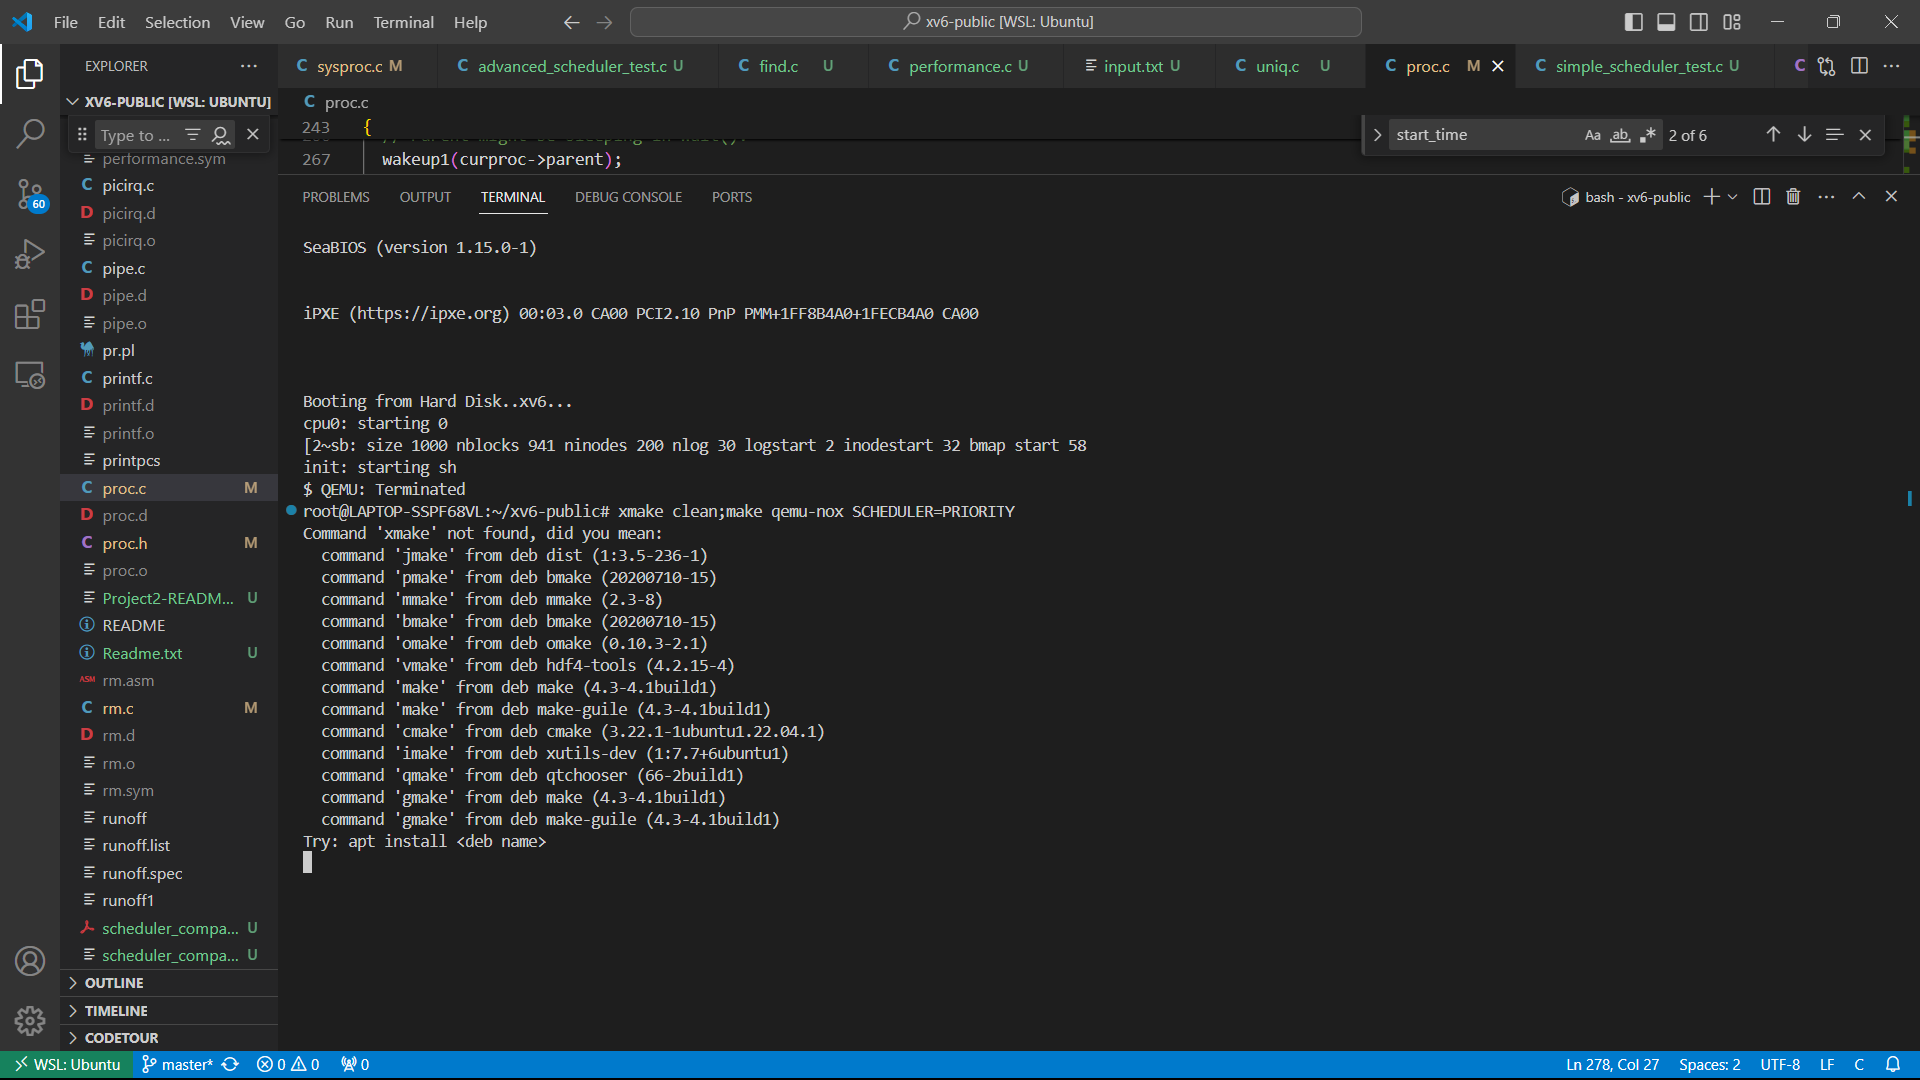 File Edit Selection View Go Run Terminal Help
xv6-public [WSL: Ubuntu]
EXPLORER
XV6-PUBLIC [WSL: UBUNTU]
Type to ...
performance.sym
picirq.c
picirq.d
picirq.o
pipe.c
pipe.d
pipe.o
pr.pl
printf.c
printf.d
printf.o
printpcs
proc.c M
proc.d
proc.h M
proc.o
Project2-READM... U
README
Readme.txt U
rm.asm
rm.c M
rm.d
rm.o
rm.sym
runoff
runoff.list
runoff.spec
runoff1
scheduler_compa... U
scheduler_compa... U
OUTLINE
TIMELINE
CODETOUR
60
sysproc.c M
advanced_scheduler_test.c U
find.c U
performance.c U
input.txt U
uniq.c U
proc.c M
simple_scheduler_test.c U
proc.c
243 {
267 wakeup1(curproc->parent);
start_time
Aa ab 2 of 6
PROBLEMS OUTPUT TERMINAL DEBUG CONSOLE PORTS
bash - xv6-public
SeaBIOS (version 1.15.0-1)
iPXE (https://ipxe.org) 00:03.0 CA00 PCI2.10 PnP PMM+1FF8B4A0+1FECB4A0 CA00
Booting from Hard Disk..xv6...
cpu0: starting 0
[2~sb: size 1000 nblocks 941 ninodes 200 nlog 30 logstart 2 inodestart 32 bmap start 58
init: starting sh
$ QEMU: Terminated
root@LAPTOP-SSPF68VL:~/xv6-public# xmake clean;make qemu-nox SCHEDULER=PRIORITY
Command 'xmake' not found, did you mean:
command 'jmake' from deb dist (1:3.5-236-1)
command 'pmake' from deb bmake (20200710-15)
command 'mmake' from deb mmake (2.3-8)
command 'bmake' from deb bmake (20200710-15)
command 'omake' from deb omake (0.10.3-2.1)
command 'vmake' from deb hdf4-tools (4.2.15-4)
command 'make' from deb make (4.3-4.1build1)
command 'make' from deb make-guile (4.3-4.1build1)
command 'cmake' from deb cmake (3.22.1-1ubuntu1.22.04.1)
command 'imake' from deb xutils-dev (1:7.7+6ubuntu1)
command 'qmake' from deb qtchooser (66-2build1)
command 'gmake' from deb make (4.3-4.1build1)
command 'gmake' from deb make-guile (4.3-4.1build1)
Try: apt install <deb name>
WSL: Ubuntu master* 0 0 0
Ln 278, Col 27 Spaces: 2 UTF-8 LF C